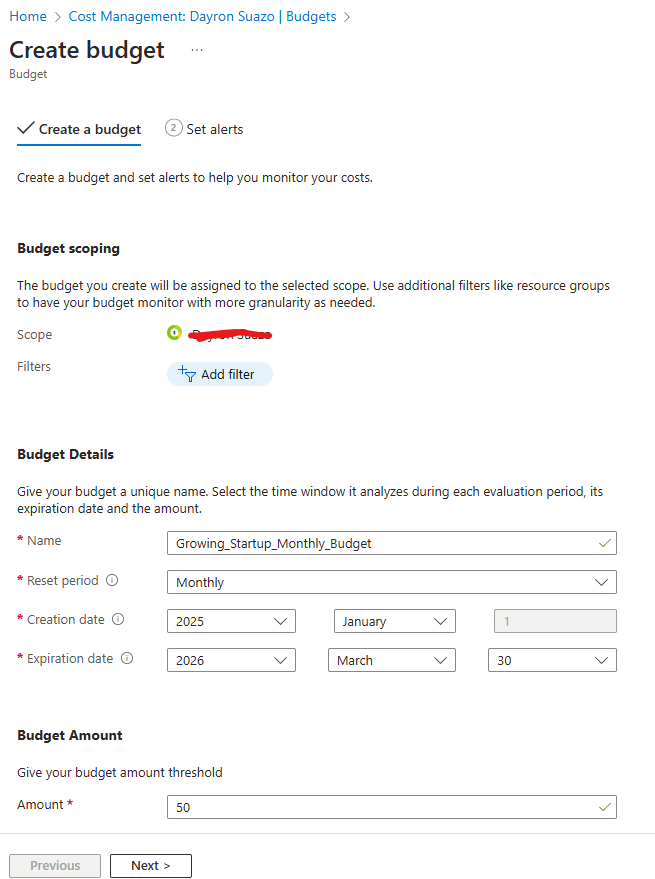 Home > Cost Management: Dayron Suazo | Budgets >
Create budget ...
Budget
Create a budget 2 Set alerts
Create a budget and set alerts to help you monitor your costs.
Budget scoping
The budget you create will be assigned to the selected scope. Use additional filters like resource groups
to have your budget monitor with more granularity as needed.
Scope
Filters Add filter
Budget Details
Give your budget a unique name. Select the time window it analyzes during each evaluation period, its
expiration date and the amount.
* Name Growing_Startup_Monthly_Budget
* Reset period Monthly
* Creation date 2025 January 1
* Expiration date 2026 March 30
Budget Amount
Give your budget amount threshold
Amount * 50
Previous Next >